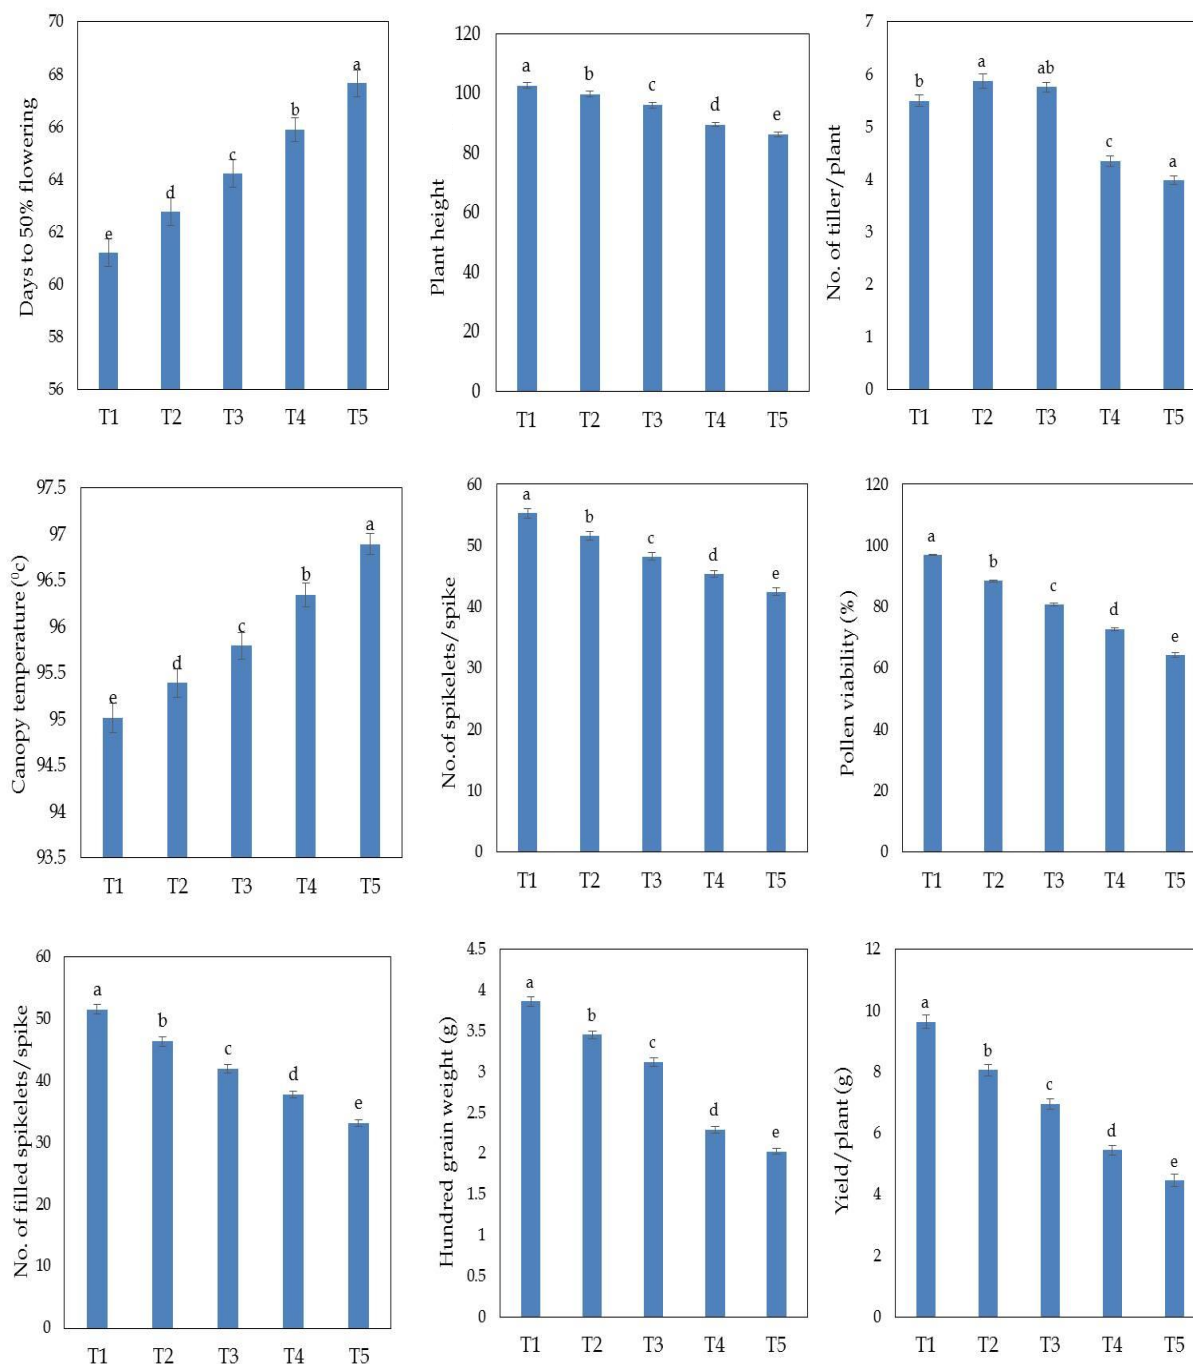 Days to 50% flowering
70
68
66
64
62
60
58
56
e
d
c
b
a
T1 T2 T3 T4 T5
Plant height
120
100
80
60
40
20
0
a
b
c
d
e
T1 T2 T3 T4 T5
No. of tiller/plant
7
6
5
4
3
2
1
0
b
a
ab
c
a
T1 T2 T3 T4 T5
Canopy temperature (⁰c)
97.5
97
96.5
96
95.5
95
94.5
94
93.5
e
d
c
b
a
T1 T2 T3 T4 T5
No.of spikelets/spike
60
50
40
30
20
10
0
a
b
c
d
e
T1 T2 T3 T4 T5
Pollen viability (%)
120
100
80
60
40
20
0
a
b
c
d
e
T1 T2 T3 T4 T5
No. of filled spikelets/spike
60
50
40
30
20
10
0
a
b
c
d
e
T1 T2 T3 T4 T5
Hundred grain weight (g)
4.5
4
3.5
3
2.5
2
1.5
1
0.5
0
a
b
c
d
e
T1 T2 T3 T4 T5
Yield/plant (g)
12
10
8
6
4
2
0
a
b
c
d
e
T1 T2 T3 T4 T5